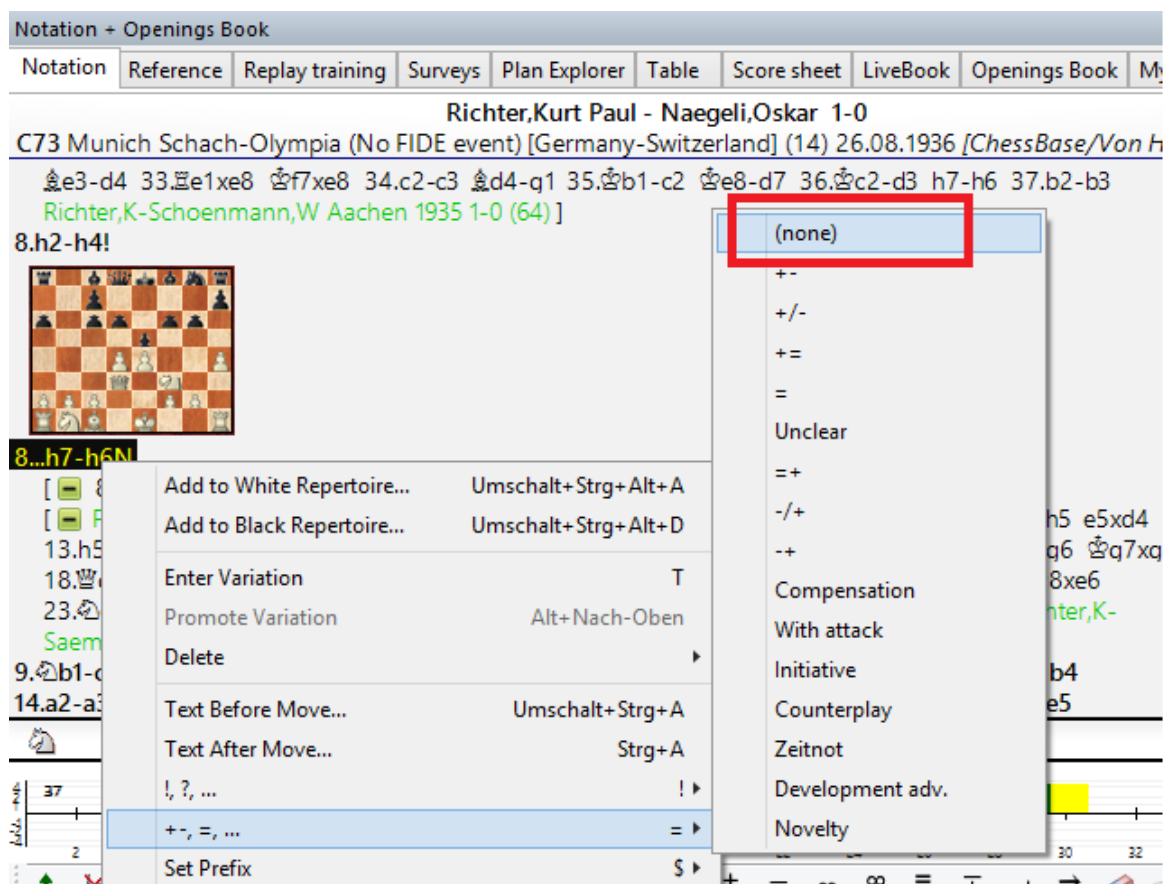 Notation + Openings Book
Notation Reference Replay training Surveys Plan Explorer Table Score sheet LiveBook Openings Book
Richter,Kurt Paul - Naegeli,Oskar 1-0
C73 Munich Schach-Olympia (No FIDE event) [Germany-Switzerland] (14) 26.08.1936 [ChessBase/Von H
♗e3-d4 33.♖e1xe8 ♔f7xe8 34.c2-c3 ♗d4-g1 35.♔b1-c2 ♔e8-d7 36.♔c2-d3 h7-h6 37.b2-b3
Richter,K-Schoenmann,W Aachen 1935 1-0 (64) ]
8.h2-h4!
8...h7-h6N
(none)
+-
+/-
+=
=
Unclear
=+
-/+
-+
Compensation
With attack
Initiative
Counterplay
Zeitnot
Development adv.
Novelty
Add to White Repertoire... Umschalt+Strg+Alt+A
Add to Black Repertoire... Umschalt+Strg+Alt+D
Enter Variation T
Promote Variation Alt+Nach-Oben
Delete
Text Before Move... Umschalt+Strg+A
Text After Move... Strg+A
!, ?, ... !
+-, =, ... =
Set Prefix $
[
[
13.h5
18.♕
23.♘
Saem
9.♘b1-c
14.a2-a3
h5 e5xd4
g6 ♔g7xg
8xe6
nter,K-
b4
e5
37
2
30 32